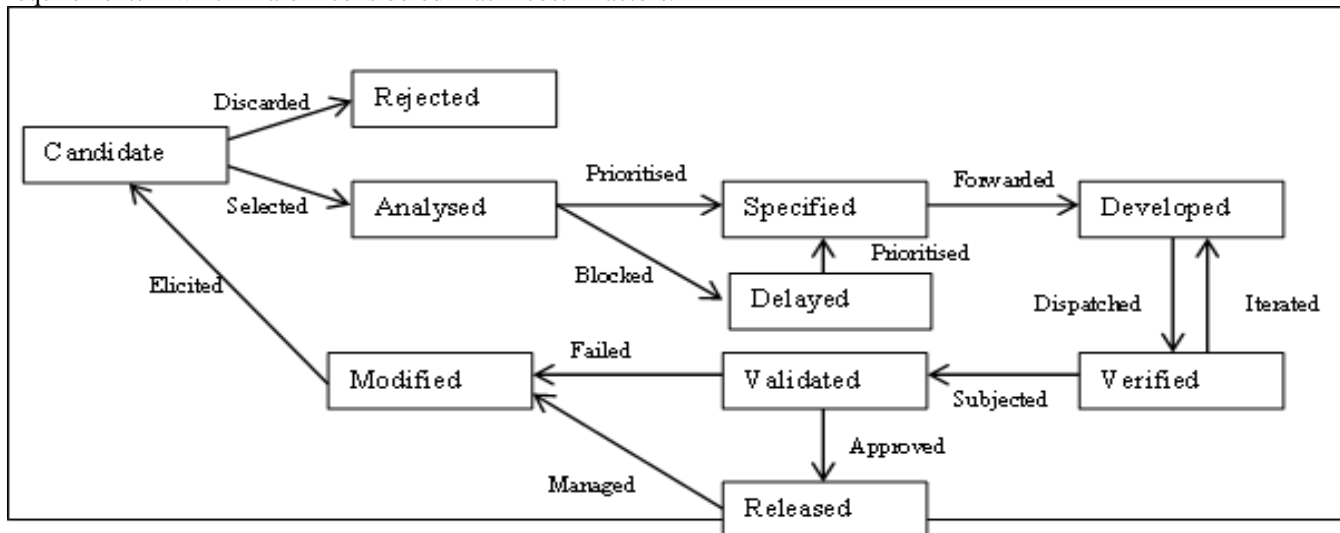 Rejected
Discarded
Candidate
Prioritised
Forwarded
Selected
Analysed
Specified
Developed
Prioritised
Blocked
Elicited
Delayed
Dispatched
Iterated
Failed
Modified
Validated
Verified
Subjected
Approved
Managed
Released